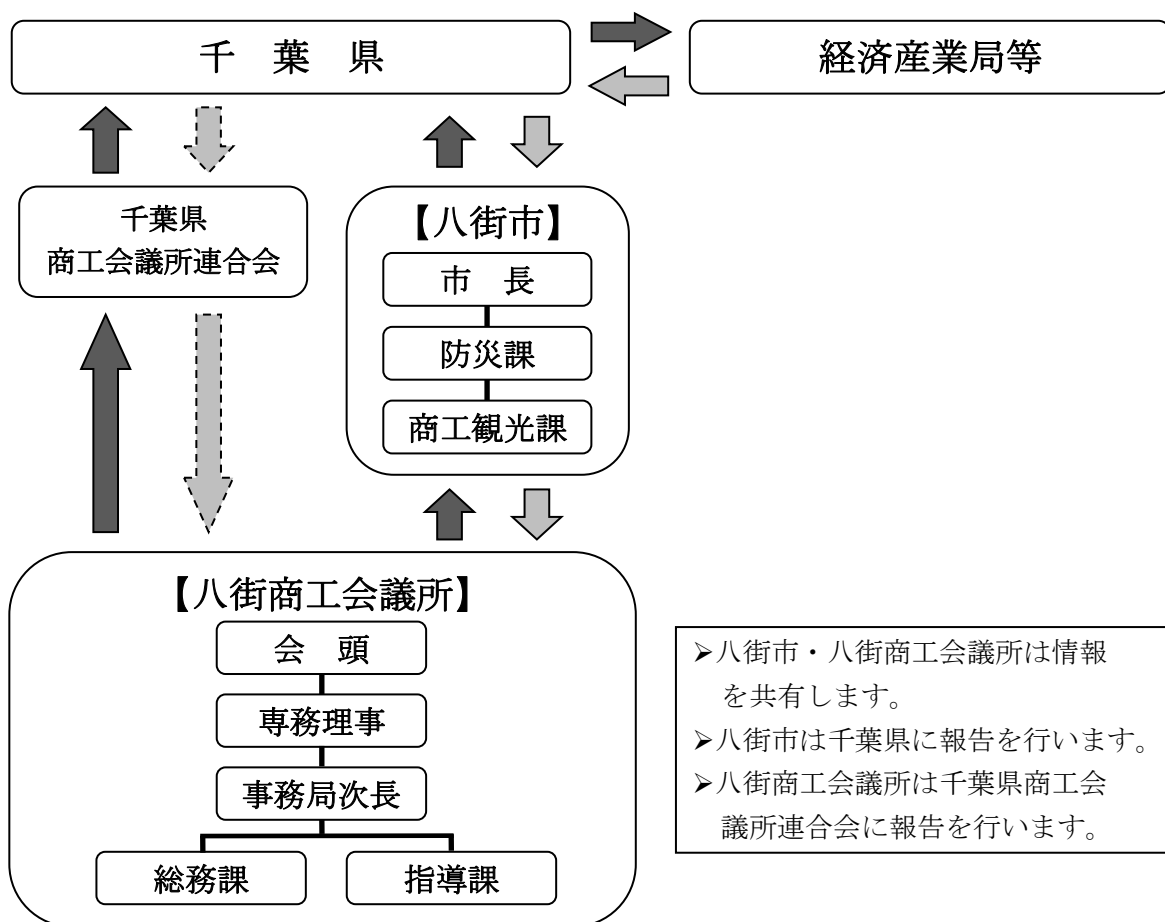 千 葉 県
経済産業局等
千葉県
商工会議所連合会
【八街市】
市 長
防災課
商工観光課
【八街商工会議所】
会 頭
専務理事
事務局次長
総務課
指導課
➢八街市・八街商工会議所は情報
を共有します。
➢八街市は千葉県に報告を行います。
➢八街商工会議所は千葉県商工会
議所連合会に報告を行います。